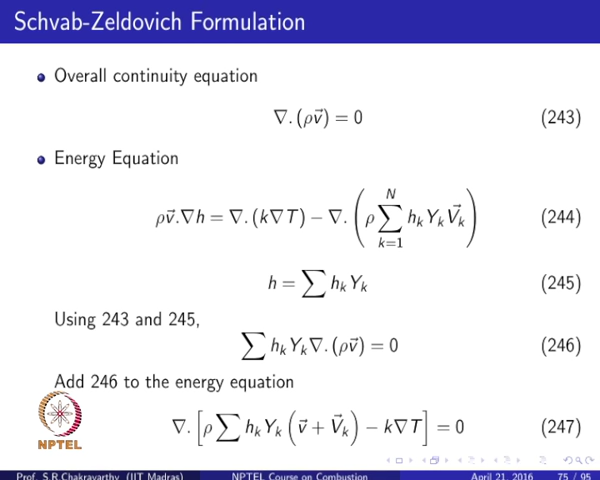 Schvab-Zeldovich Formulation
Overall continuity equation
∇.(ρv⃗) = 0 (243)
Energy Equation
ρv⃗.∇h = ∇.(k∇T) − ∇.(ρ∑_{k=1}^{N} h_k Y_k V⃗_k) (244)
h = ∑ h_k Y_k (245)
Using 243 and 245,
∑ h_k Y_k ∇.(ρv⃗) = 0 (246)
Add 246 to the energy equation
∇.[ρ∑ h_k Y_k (v⃗ + V⃗_k) − k∇T] = 0 (247)
NPTEL
Prof. S.R.Chakravarthy (IIT Madras) NPTEL Course on Combustion April 21, 2016 75 / 95